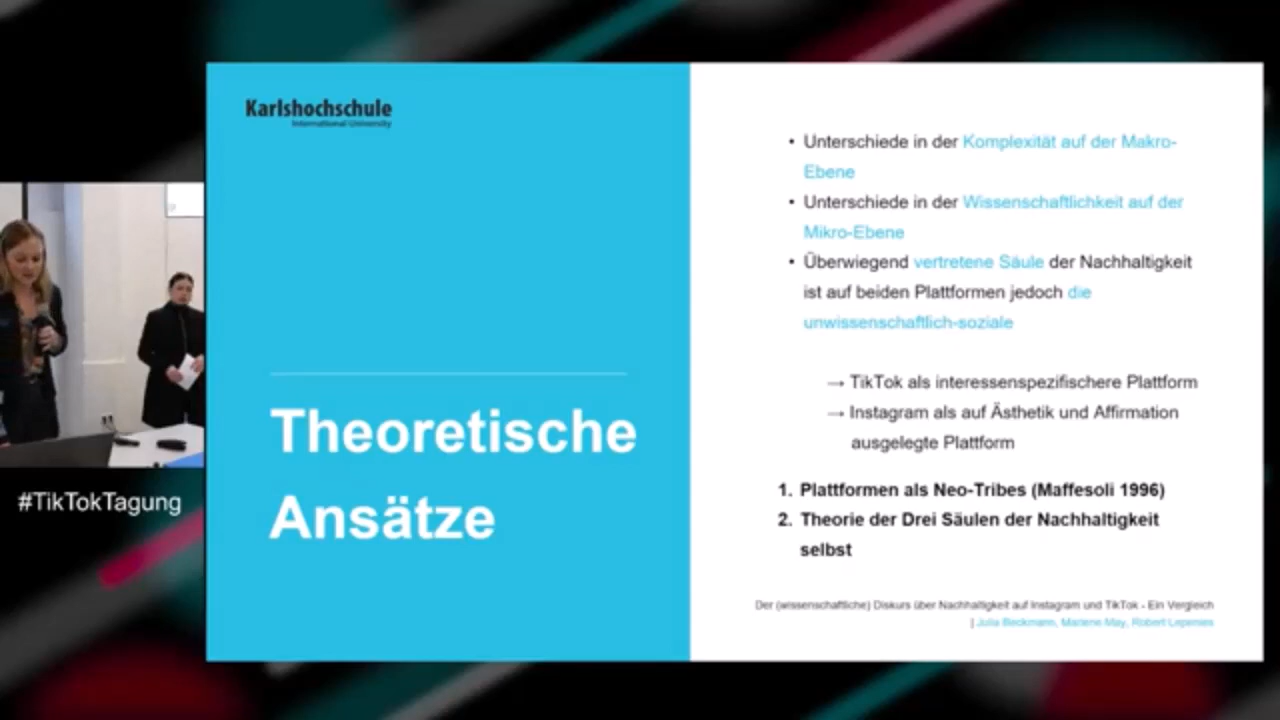 Karlshochschule
International University
Theoretische
Ansätze
• Unterschiede in der Komplexität auf der Makro-
Ebene
• Unterschiede in der Wissenschaftlichkeit auf der
Mikro-Ebene
• Überwiegend vertretene Säule der Nachhaltigkeit
ist auf beiden Plattformen jedoch die
unwissenschaftlich-soziale
→ TikTok als interessenspezifischere Plattform
→ Instagram als auf Ästhetik und Affirmation
ausgelegte Plattform
1. Plattformen als Neo-Tribes (Maffesoli 1996)
2. Theorie der Drei Säulen der Nachhaltigkeit
selbst
Der (wissenschaftliche) Diskurs über Nachhaltigkeit auf Instagram und TikTok - Ein Vergleich
| Julia Beckmann, Marlene May, Robert Lepenies
#TikTokTagung